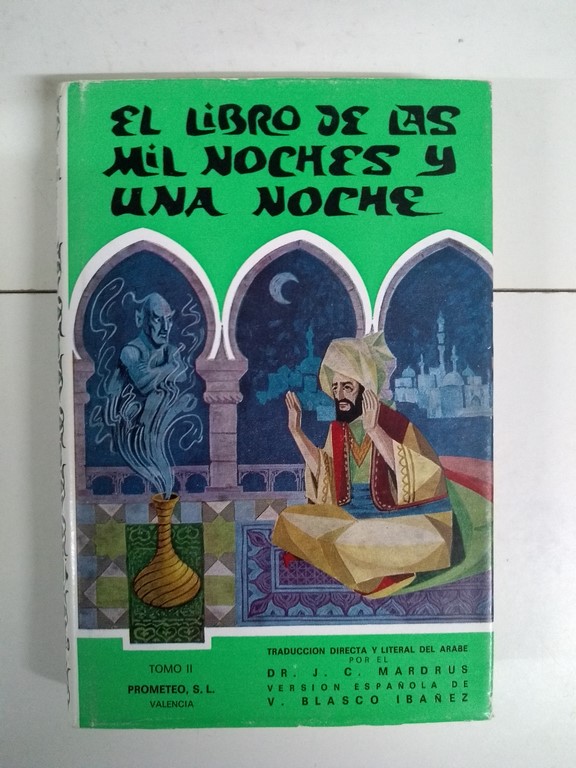 EL LIBRO DE LAS
MIL NOCHES Y
UNA NOCHE
TOMO II
PROMETEO, S. L.
VALENCIA
TRADUCCION DIRECTA Y LITERAL DEL ARABE
POR EL
DR. J. C. MARDRUS
VERSION ESPAÑOLA DE
V. BLASCO IBAÑEZ